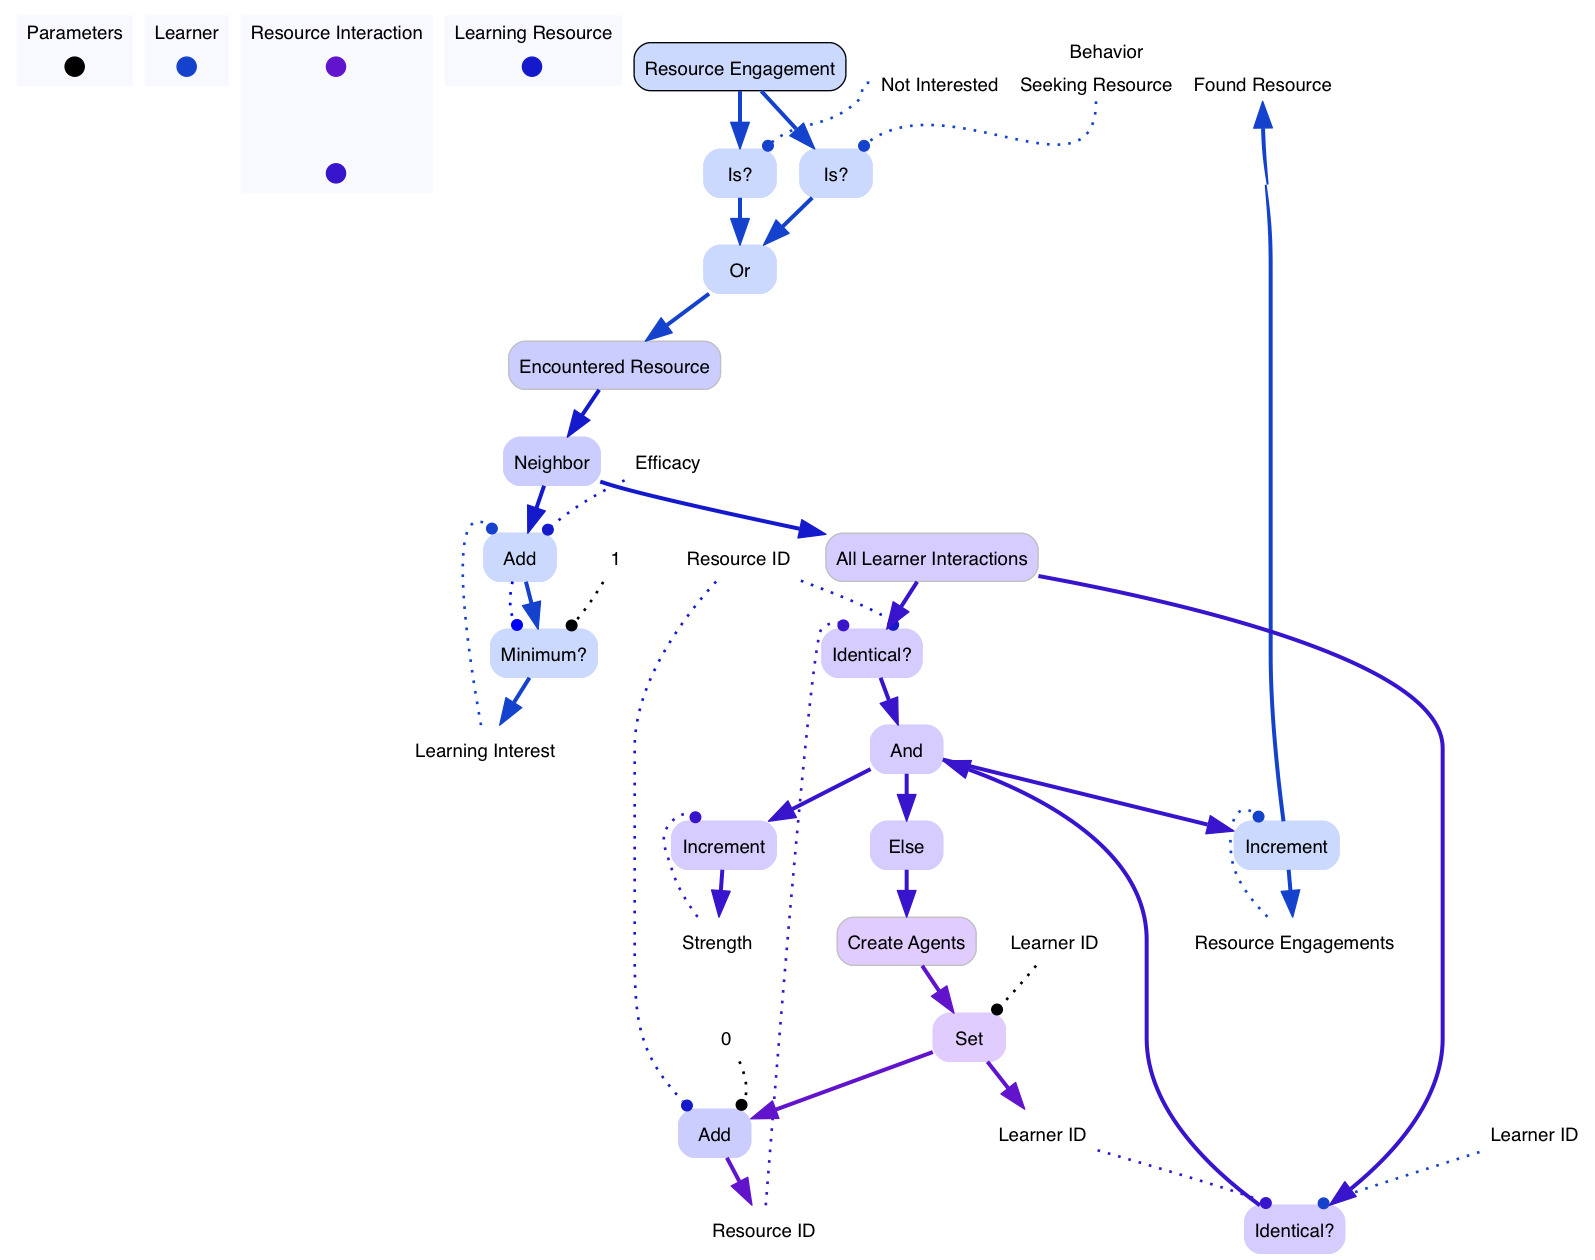 Parameters
Learner
Resource Interaction
Learning Resource
Resource Engagement
Behavior
Not Interested
Seeking Resource
Found Resource
Is?
Is?
Or
Encountered Resource
Neighbor
Efficacy
Add
1
Resource ID
All Learner Interactions
Minimum?
Identical?
Learning Interest
And
Increment
Else
Increment
Strength
Create Agents
Learner ID
Resource Engagements
0
Set
Add
Learner ID
Learner ID
Resource ID
Identical?